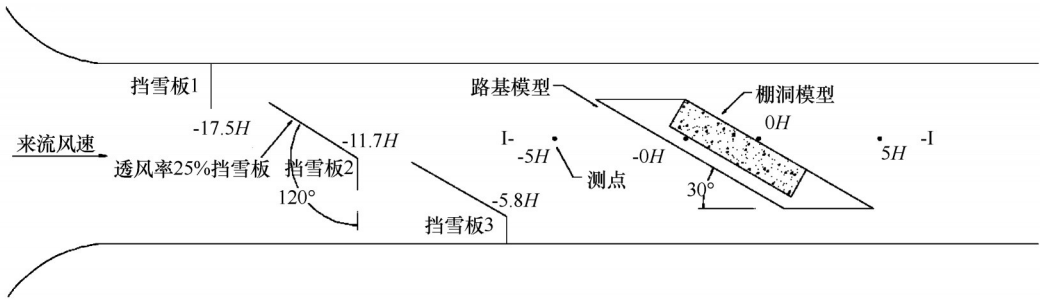 挡雪板1
路基模型
棚洞模型
-17.5H
0H
来流风速
-11.7H
I-
-I
透风率25%挡雪板
挡雪板2
-5H
-0H
5H
测点
120°
-5.8H
30°
挡雪板3